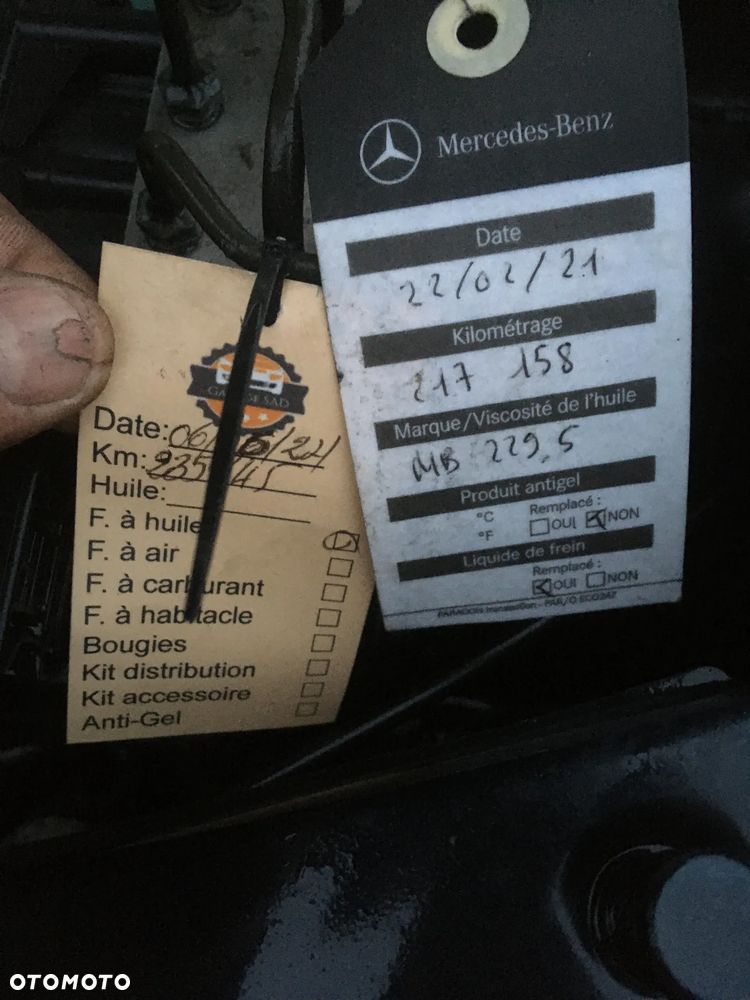 Mercedes-Benz
Date
22/02/21
Kilométrage
217 158
Marque/Viscosité de l'huile
MB 229.5
Produit antigel
°C
°F
Remplacé :
OUI NON
Liquide de frein
Remplacé :
OUI NON
Date:
Km:
Huile:
F. à huile
F. à air
F. à carburant
F. à habitacle
Bougies
Kit distribution
Kit accessoire
Anti-Gel
OTOMOTO